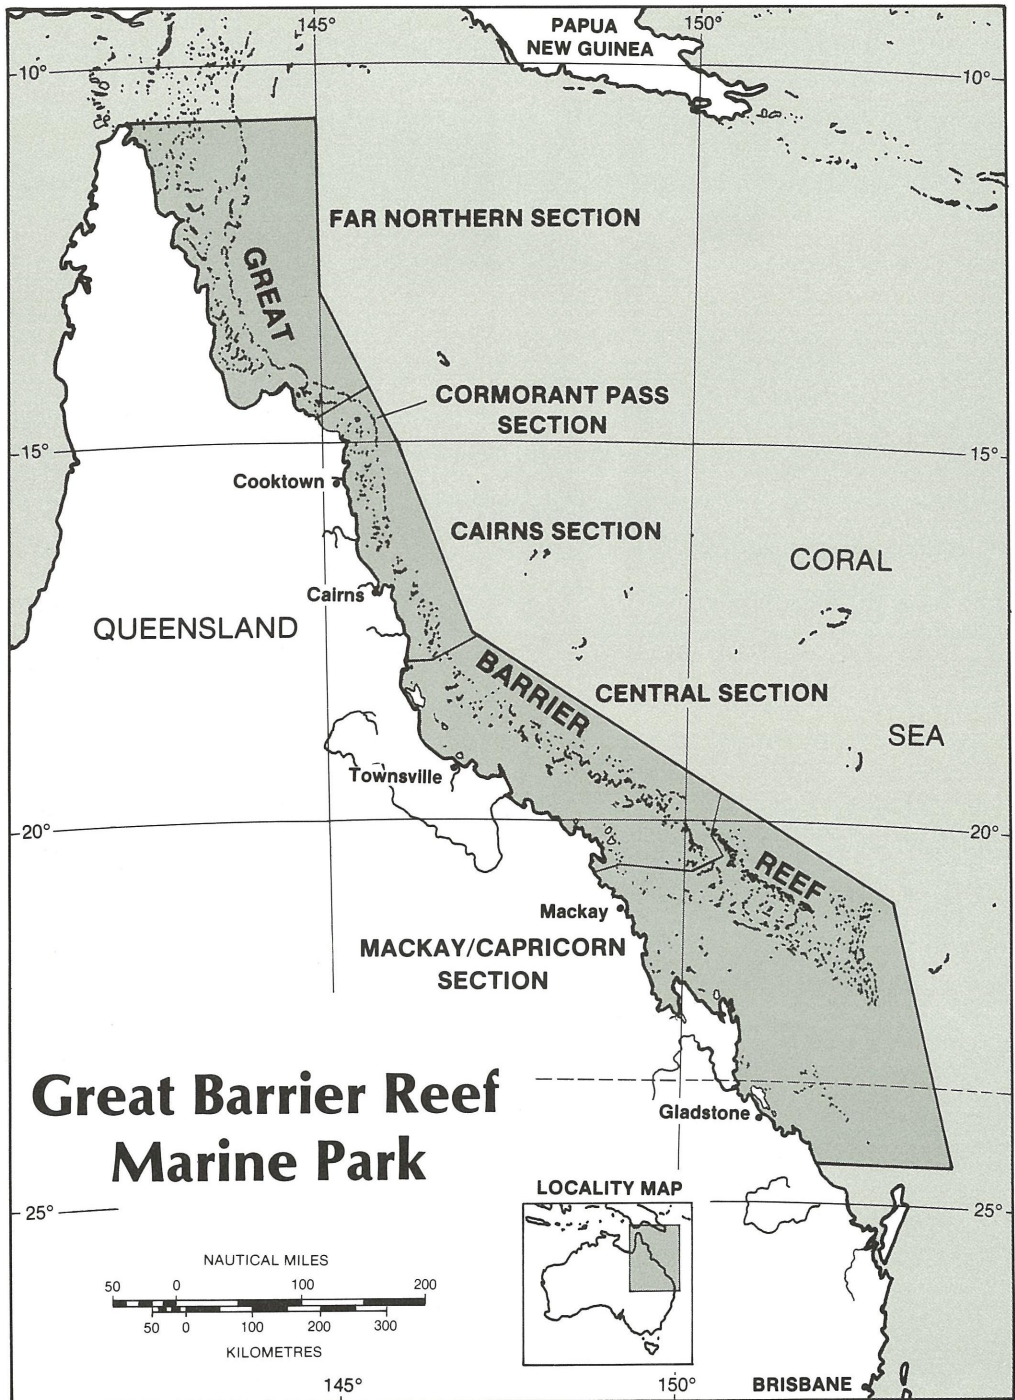 145°
150°
PAPUA
NEW GUINEA
10°
10°
FAR NORTHERN SECTION
GREAT
CORMORANT PASS
SECTION
15°
15°
Cooktown
CAIRNS SECTION
CORAL
Cairns
QUEENSLAND
BARRIER
CENTRAL SECTION
SEA
Townsville
20°
20°
REEF
Mackay
MACKAY/CAPRICORN
SECTION
Great Barrier Reef
Marine Park
Gladstone
LOCALITY MAP
25°
25°
NAUTICAL MILES
50 0 100 200
50 0 100 200 300
KILOMETRES
145°
150°
BRISBANE